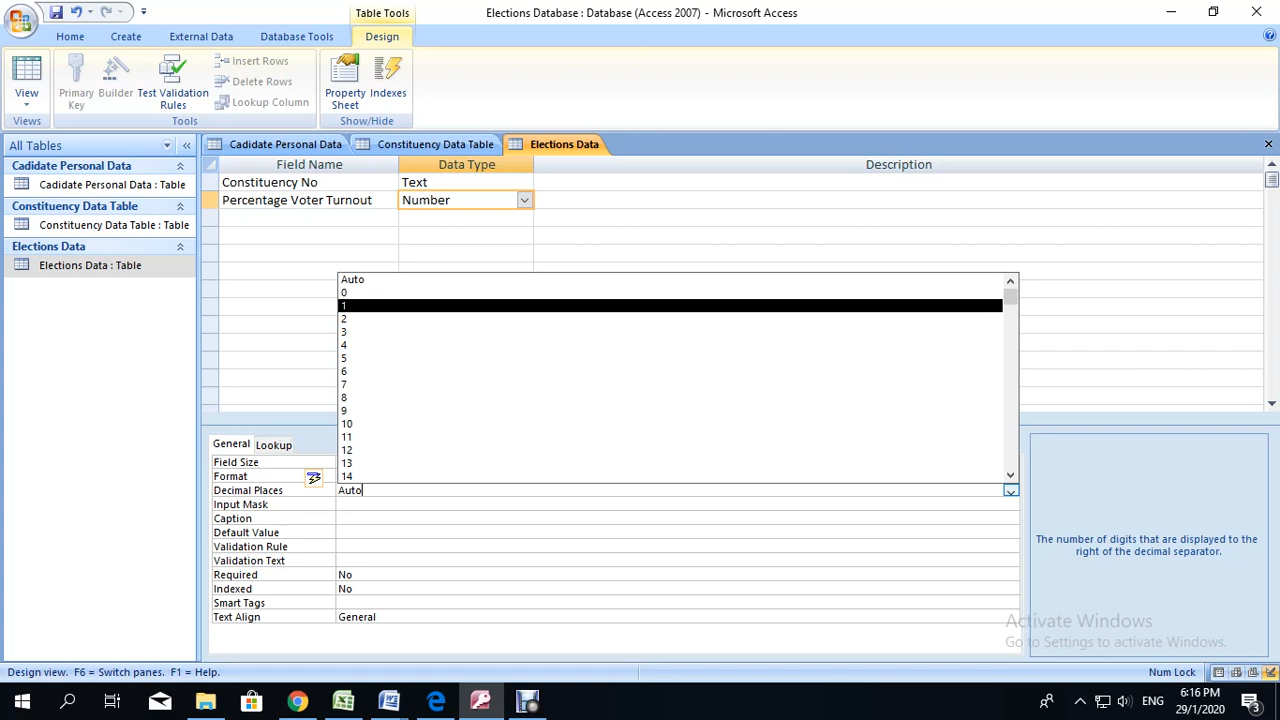 Table Tools
Elections Database : Database (Access 2007) - Microsoft Access
Home Create External Data Database Tools Design
View
Views
Primary Key
Builder
Test Validation Rules
Insert Rows
Delete Rows
Lookup Column
Tools
Property Sheet
Indexes
Show/Hide
All Tables
Cadidate Personal Data
Cadidate Personal Data : Table
Constituency Data Table
Constituency Data Table : Table
Elections Data
Elections Data : Table
Cadidate Personal Data Constituency Data Table Elections Data
Field Name Data Type Description
Constituency No Text
Percentage Voter Turnout Number
Auto
0
1
2
3
4
5
6
7
8
9
10
11
12
13
14
General Lookup
Field Size
Format
Decimal Places Auto
Input Mask
Caption
Default Value
Validation Rule
Validation Text
Required No
Indexed No
Smart Tags
Text Align General
The number of digits that are displayed to the right of the decimal separator.
Activate Windows
Go to Settings to activate Windows.
Design view. F6 = Switch panes. F1 = Help. Num Lock
ENG
6:16 PM
29/1/2020
3